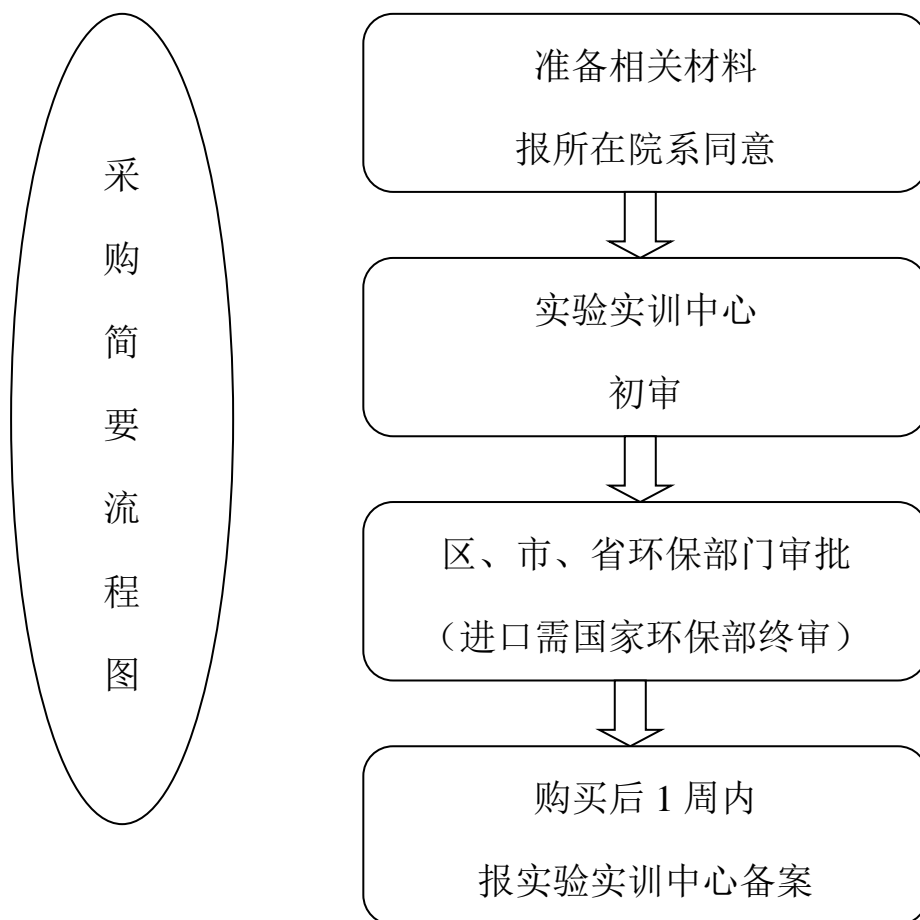 采购简要流程图
准备相关材料
报所在院系同意
实验实训中心
初审
区、市、省环保部门审批
（进口需国家环保部终审）
购买后 1 周内
报实验实训中心备案